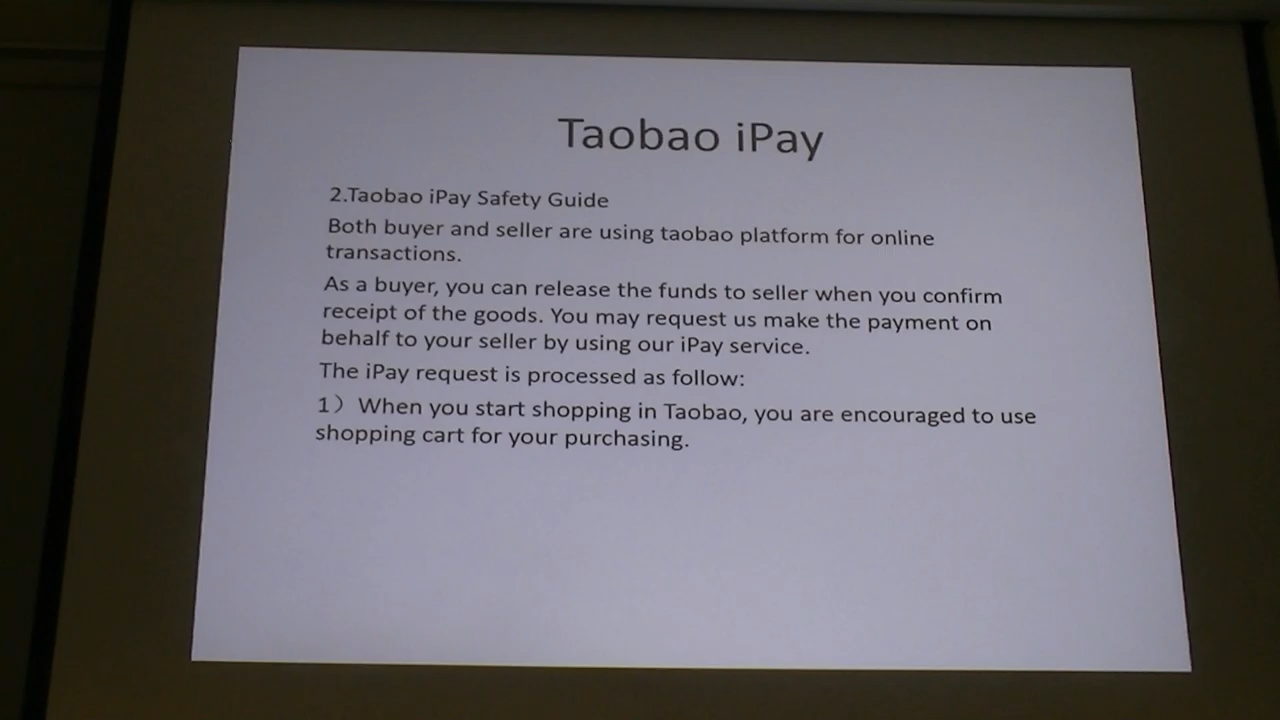 Taobao iPay
2.Taobao iPay Safety Guide
Both buyer and seller are using taobao platform for online
transactions.
As a buyer, you can release the funds to seller when you confirm
receipt of the goods. You may request us make the payment on
behalf to your seller by using our iPay service.
The iPay request is processed as follow:
1） When you start shopping in Taobao, you are encouraged to use
shopping cart for your purchasing.